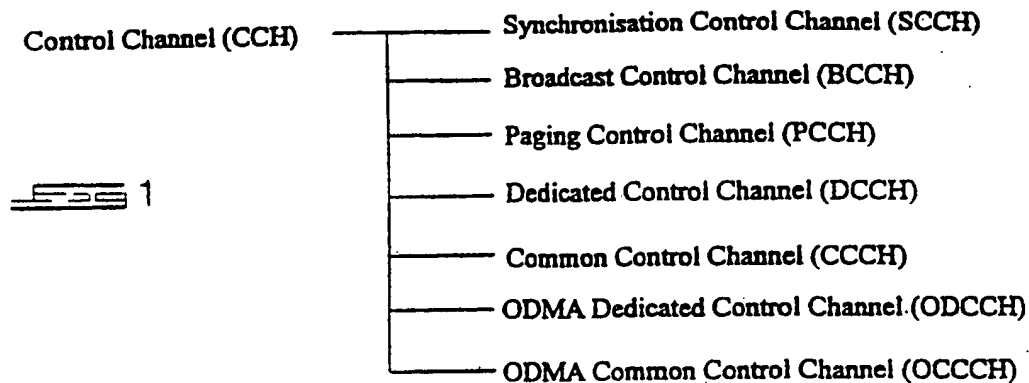 Control Channel (CCH)
Synchronisation Control Channel (SCCH)
Broadcast Control Channel (BCCH)
Paging Control Channel (PCCH)
Dedicated Control Channel (DCCH)
Common Control Channel (CCCH)
ODMA Dedicated Control Channel (ODCCH)
ODMA Common Control Channel (OCCCH)
1